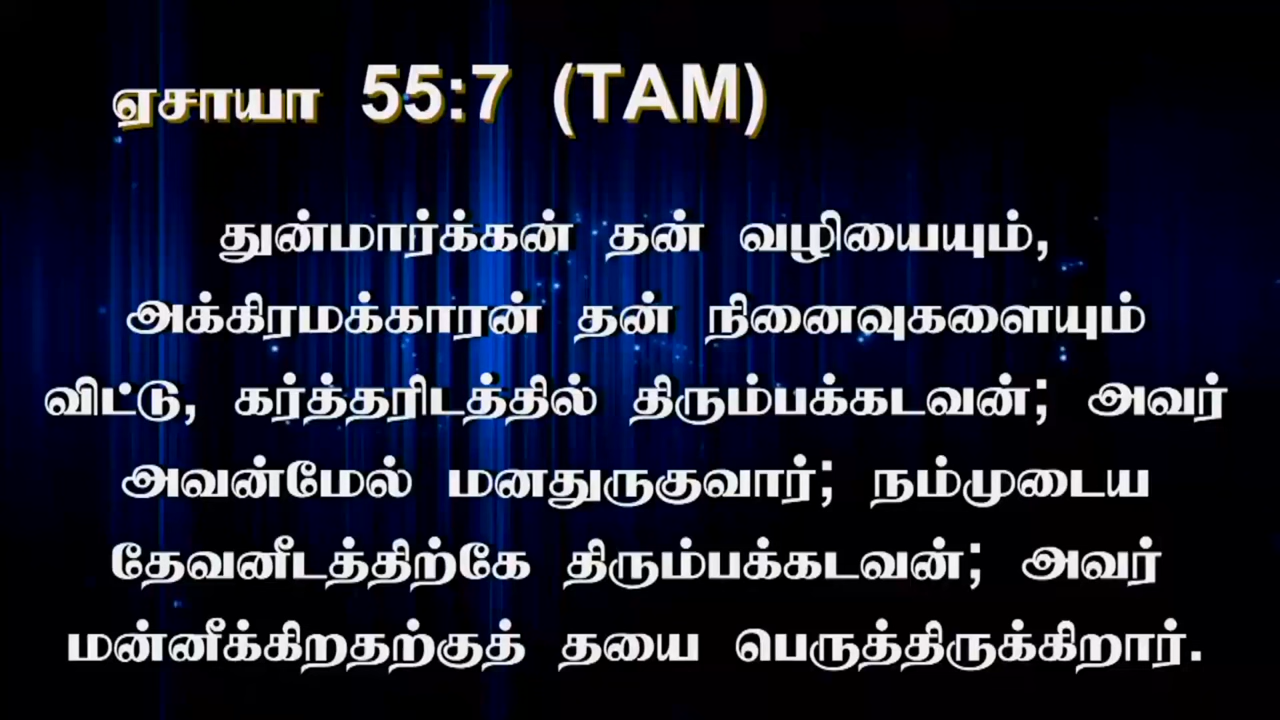 ஏசாயா 55:7 (TAM)
துன்மார்க்கன் தன் வழியையும்,
அக்கிரமக்காரன் தன் நினைவுகளையும்
விட்டு, கர்த்தரிடத்தில் திரும்பக்கடவன்; அவர்
அவன்மேல் மனதுருகுவார்; நம்முடைய
தேவனீடத்திற்கே திரும்பக்கடவன்; அவர்
மன்னீக்கிறதற்குத் தயை பெருத்திருக்கிறார்.